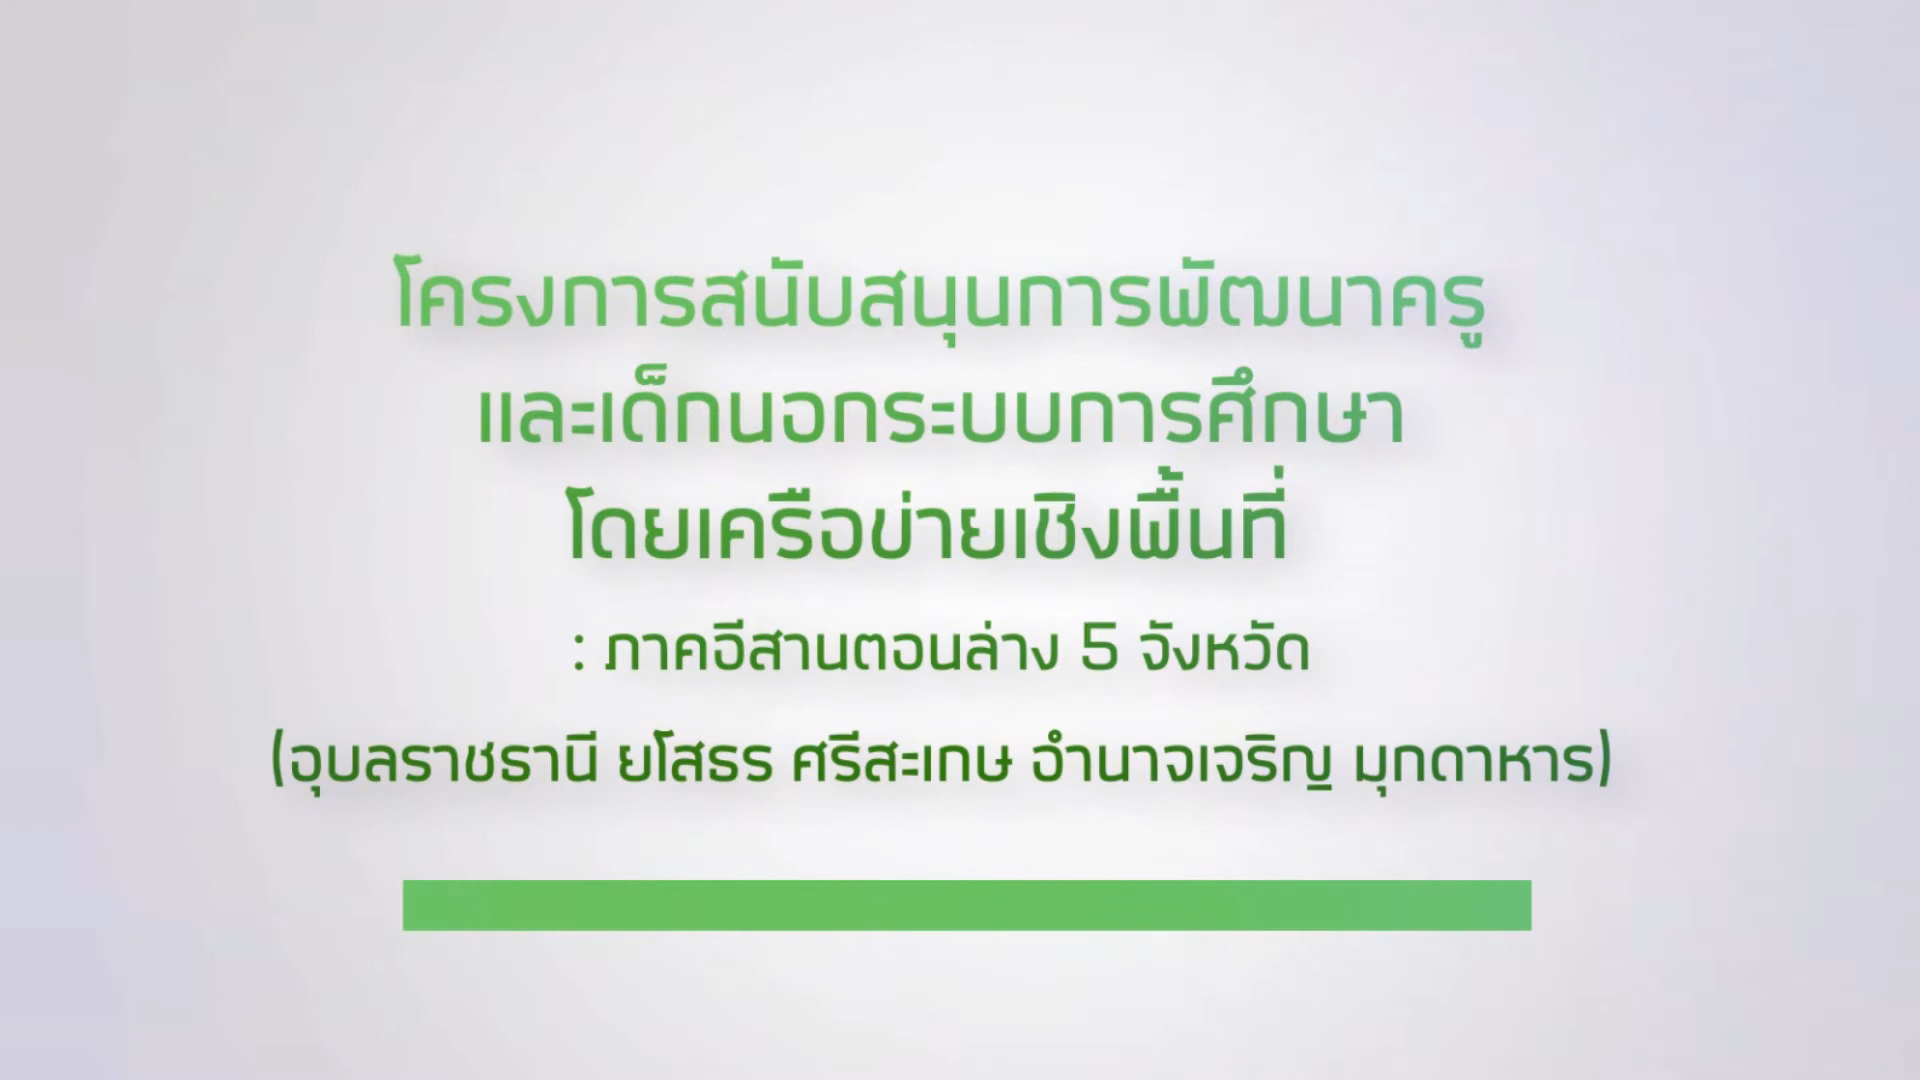 โครงการสนับสนุนการพัฒนาครู
และเด็กนอกระบบการศึกษา
โดยเครือข่ายเชิงพื้นที่
: ภาคอีสานตอนล่าง 5 จังหวัด
(อุบลราชธานี ยโสธร ศรีสะเกษ อำนาจเจริญ มุกดาหาร)